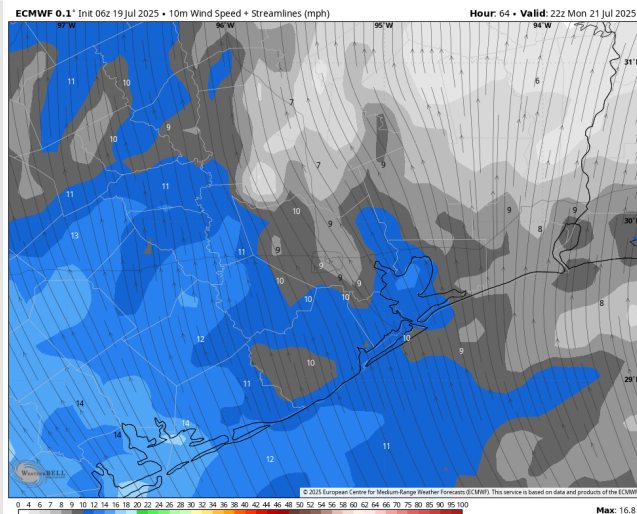 ECMWF 0.1° Init 06z 19 Jul 2025 • 10m Wind Speed + Streamlines (mph)
Hour: 64 • Valid: 22z Mon 21 Jul 2025
97°W 96°W 95°W 94°W
31°
11 10 6
7
10 9
7 9
11 11
10 9 9
30°
13 9 8
11 9
9
10 9 9
10 10
8
12 10
9
10
11
29°
14
14
14
11
12
WEATHERBELL
© 2025 European Centre for Medium-Range Weather Forecasts (ECMWF). This service is based on data and products of the ECMWF
0 4 6 7 8 9 10 12 14 16 18 20 22 24 26 28 30 32 34 36 38 40 42 44 46 48 50 52 54 56 58 60 62 64 66 70 75 80 85 90 95 100
Max: 16.8